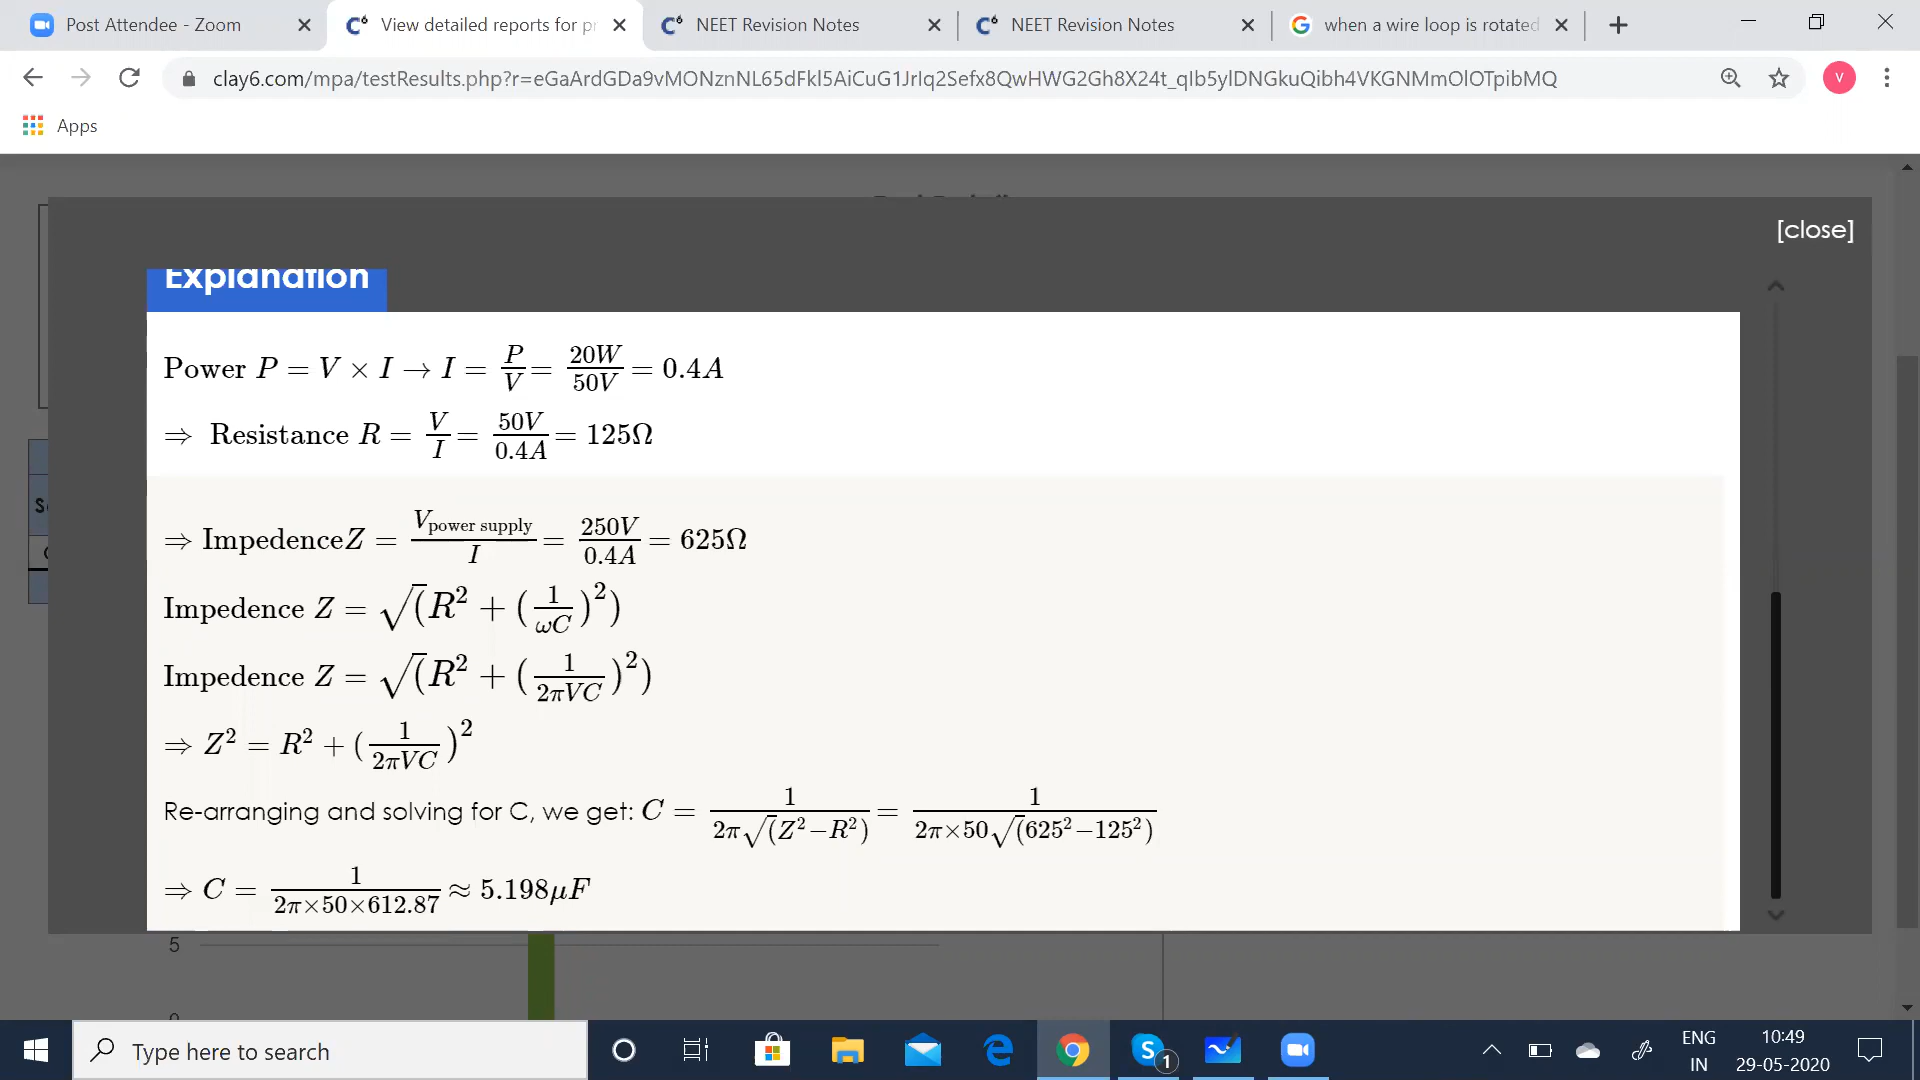 Post Attendee - Zoom
View detailed reports for pr
NEET Revision Notes
NEET Revision Notes
when a wire loop is rotated
clay6.com/mpa/testResults.php?r=eGaArdGDa9vMONznNL65dFkl5AiCuG1JrIq2Sefx8QwHWG2Gh8X24t_qIb5ylDNGkuQibh4VKGNMmOlOTpibMQ
V
Apps
[close]
Explanation
Power P = V × I → I = P/V = 20W/50V = 0.4A
⇒ Resistance R = V/I = 50V/0.4A = 125Ω
⇒ ImpedenceZ = Vpower supply/I = 250V/0.4A = 625Ω
Impedence Z = √(R² + (1/ωC)²)
Impedence Z = √(R² + (1/2πVC)²)
⇒ Z² = R² + (1/2πVC)²
Re-arranging and solving for C, we get: C = 1/2π√(Z²−R²) = 1/2π×50√(625²−125²)
⇒ C = 1/2π×50×612.87 ≈ 5.198μF
5
Type here to search
S
1
ENG
IN
10:49
29-05-2020